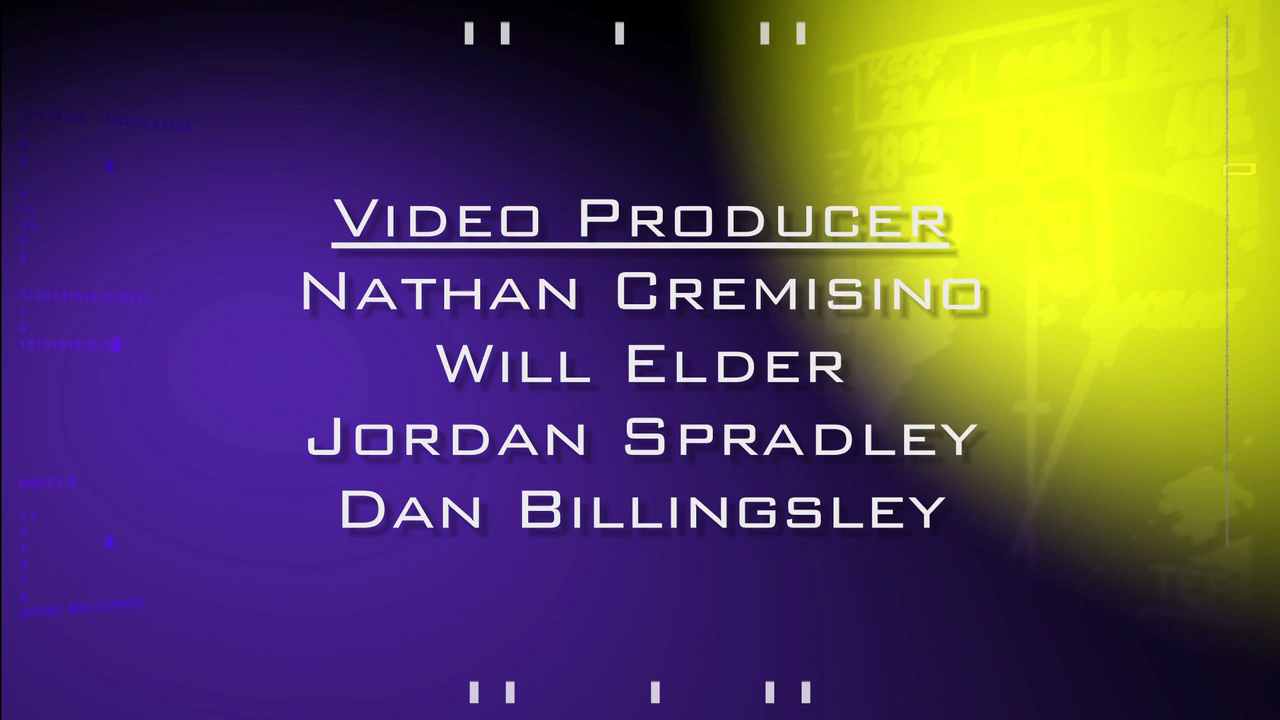 Video Producer
Nathan Cremisino
Will Elder
Jordan Spradley
Dan Billingsley